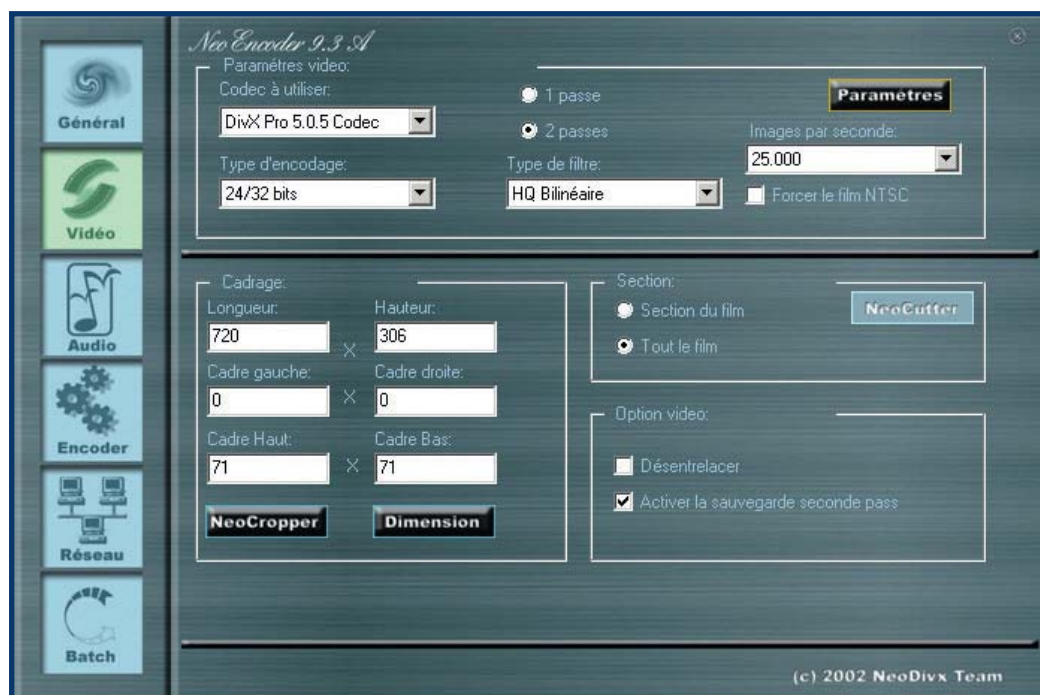 Neo Encoder 9.3 A
Paramétres video:
Codec à utiliser:
DivX Pro 5.0.5 Codec
1 passe
2 passes
Paramétres
Images par seconde:
25.000
Type d'encodage:
24/32 bits
Type de filtre:
HQ Bilinéaire
Forcer le film NTSC
Général
Vidéo
Audio
Encoder
Réseau
Batch
Cadrage:
Longueur:
Hauteur:
720
X
306
Cadre gauche:
Cadre droite:
0
X
0
Cadre Haut:
Cadre Bas:
71
X
71
NeoCropper
Dimension
Section:
Section du film
NeoCutter
Tout le film
Option video:
Désentrelacer
Activer la sauvegarde seconde pass
(c) 2002 NeoDivx Team